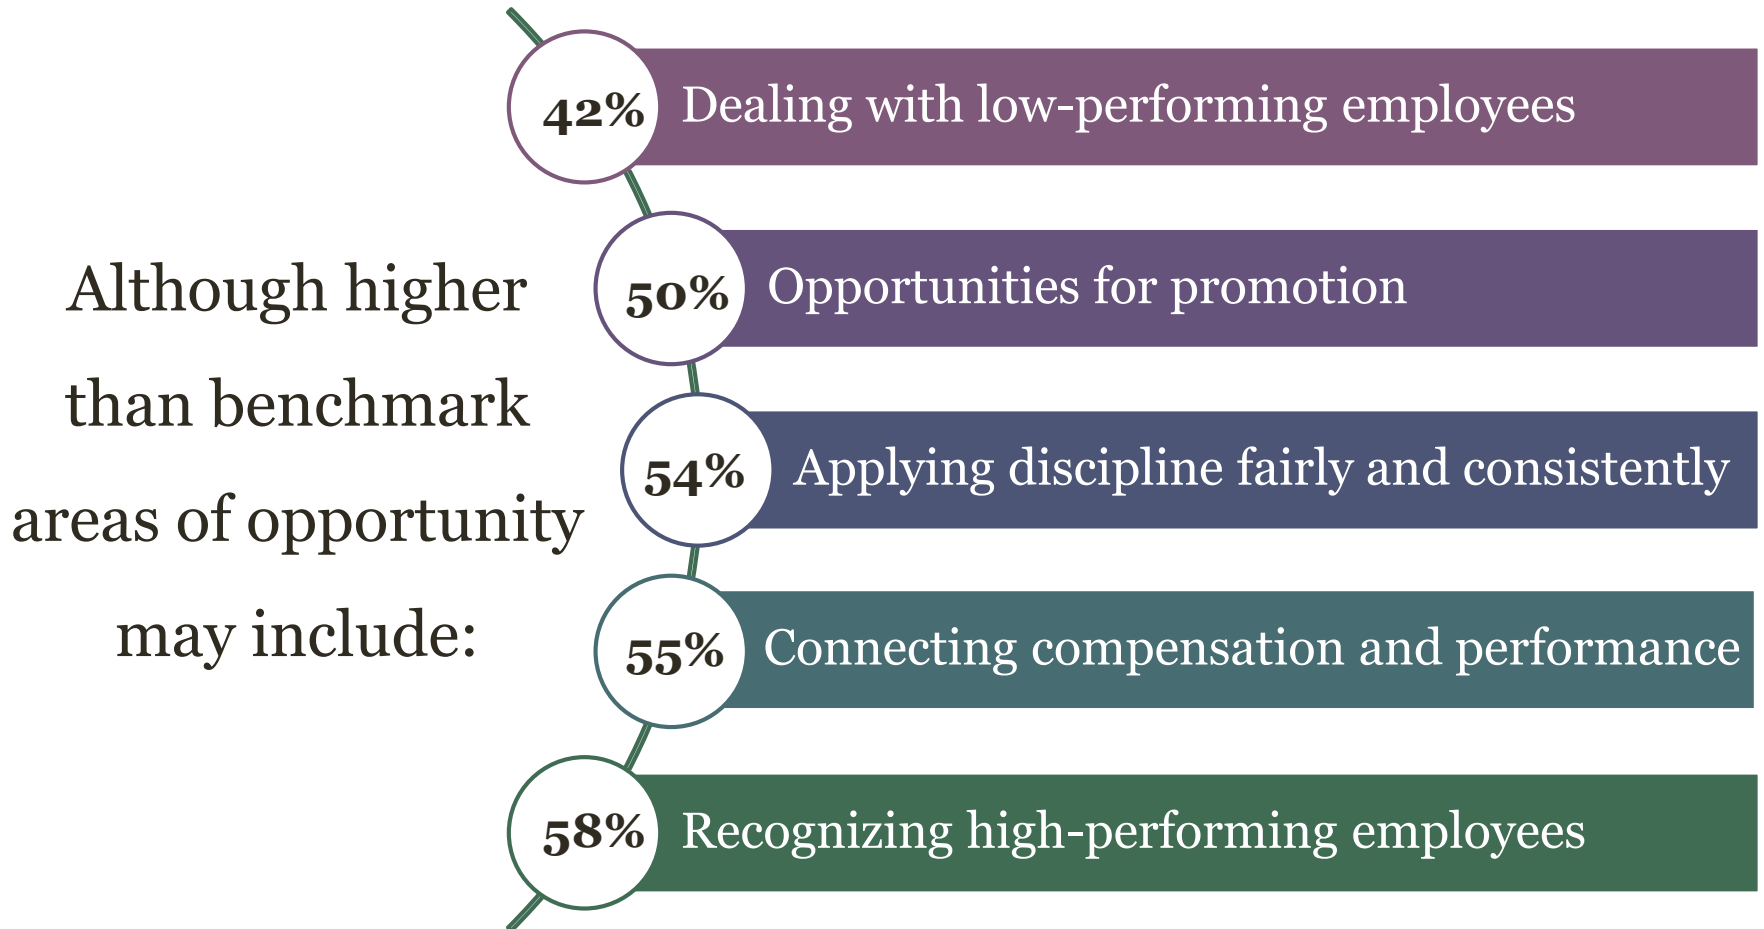 Although higher
than benchmark
areas of opportunity
may include:
42% Dealing with low-performing employees
50% Opportunities for promotion
54% Applying discipline fairly and consistently
55% Connecting compensation and performance
58% Recognizing high-performing employees